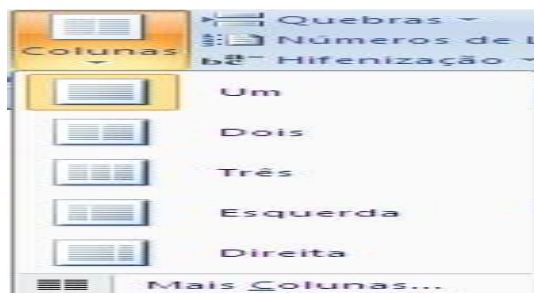 Colunas
Quebras
Números de L
Hifenização
Um
Dois
Três
Esquerda
Direita
Mais Colunas...